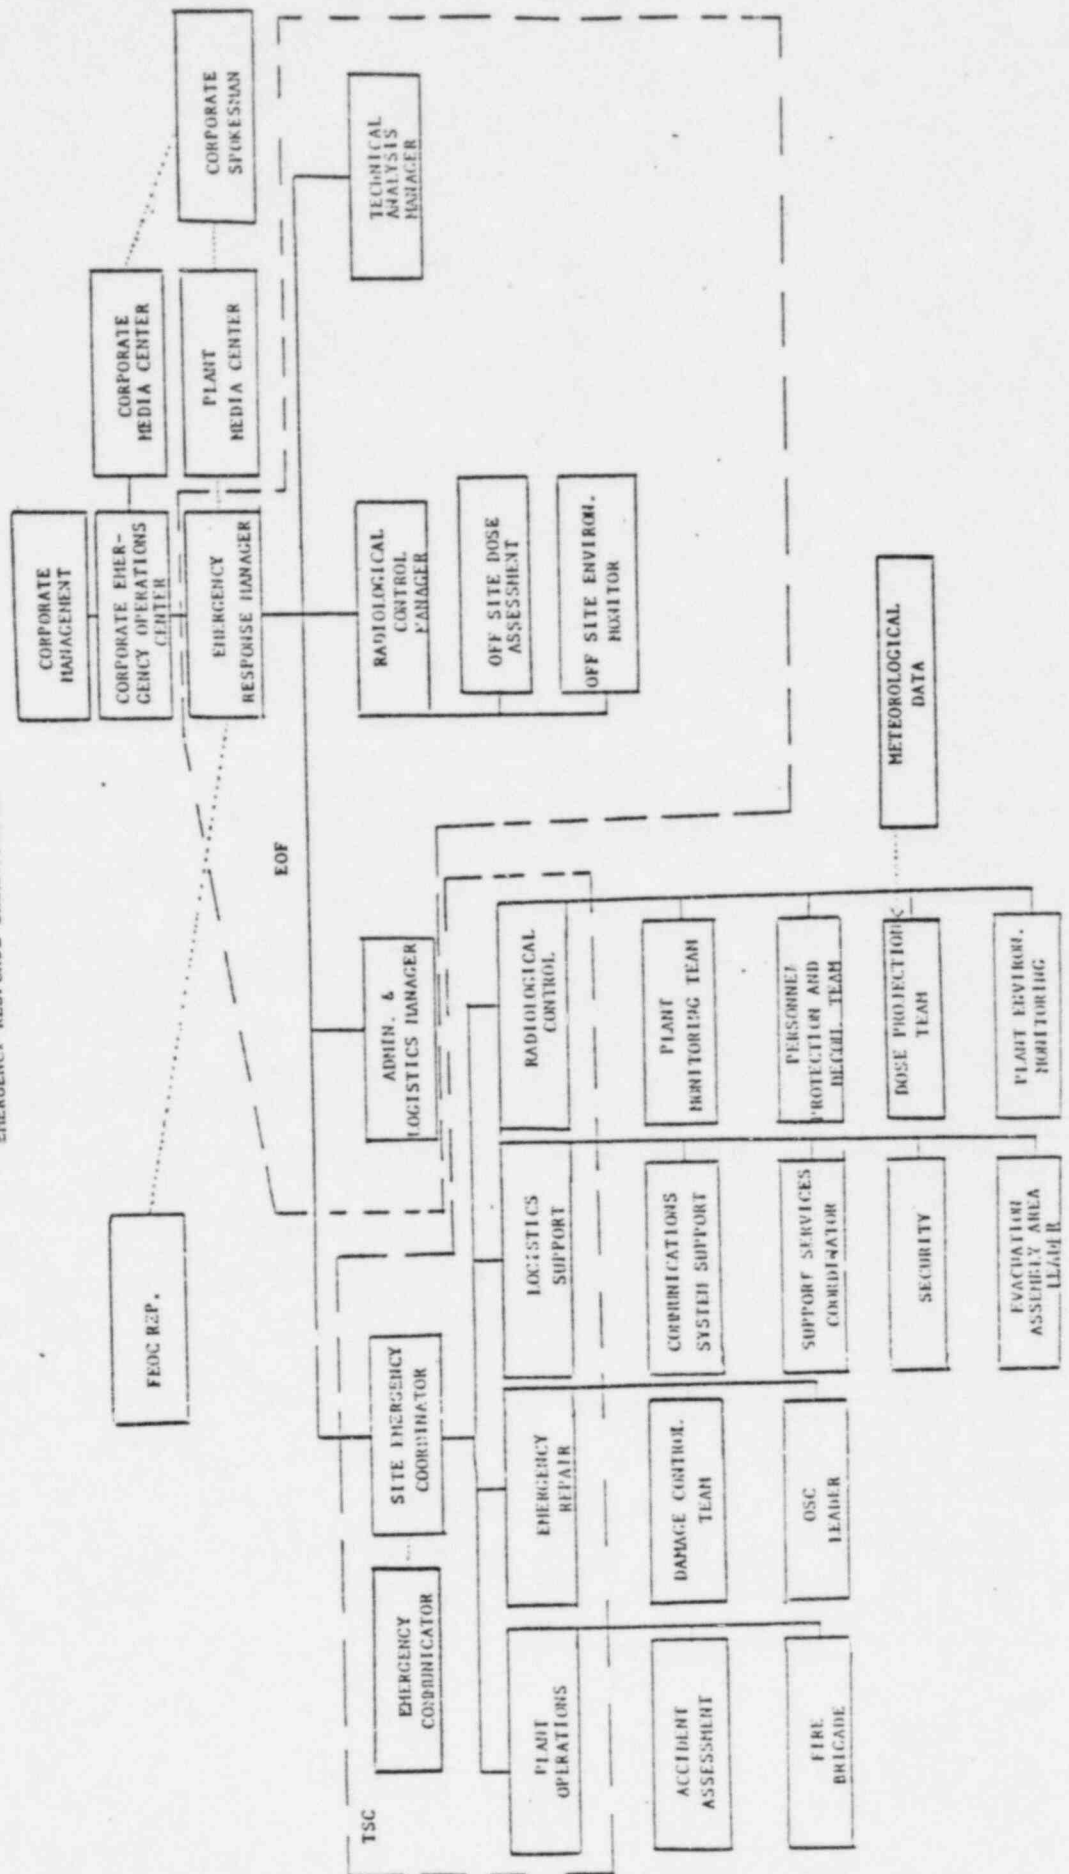 EMERGENCY RESPONSE
CORPORATE
MANAGEMENT
CORPORATE EMER-
GENCY OPERATIONS
CENTER
CORPORATE
MEDIA CENTER
EMERGENCY
RESPONSE MANAGER
PLANT
MEDIA CENTER
CORPORATE
SPOKESMAN
FEOC REP.
EOF
TSC
EMERGENCY
COMMUNICATOR
SITE EMERGENCY
COORDINATOR
ADMIN. &
LOGISTICS MANAGER
RADIOLOGICAL
CONTROL
MANAGER
TECHNICAL
ANALYSIS
MANAGER
OFF SITE DOSE
ASSESSMENT
OFF SITE ENVIRON.
MONITOR
PLANT
OPERATIONS
EMERGENCY
REPAIR
LOGISTICS
SUPPORT
RADIOLOGICAL
CONTROL
ACCIDENT
ASSESSMENT
DAMAGE CONTROL.
TEAM
COMMUNICATIONS
SYSTEM SUPPORT
PLANT
MONITORING TEAM
FIRE
BRIGADE
OSC
LEADER
SUPPORT SERVICES
COORDINATOR
PERSONNEL
PROTECTION AND
DECON. TEAM
SECURITY
DOSE PROJECTION
TEAM
METEOROLOGICAL
DATA
EVACUATION
ASSEMBLY AREA
LEADER
PLANT ENVIRON.
MONITORING